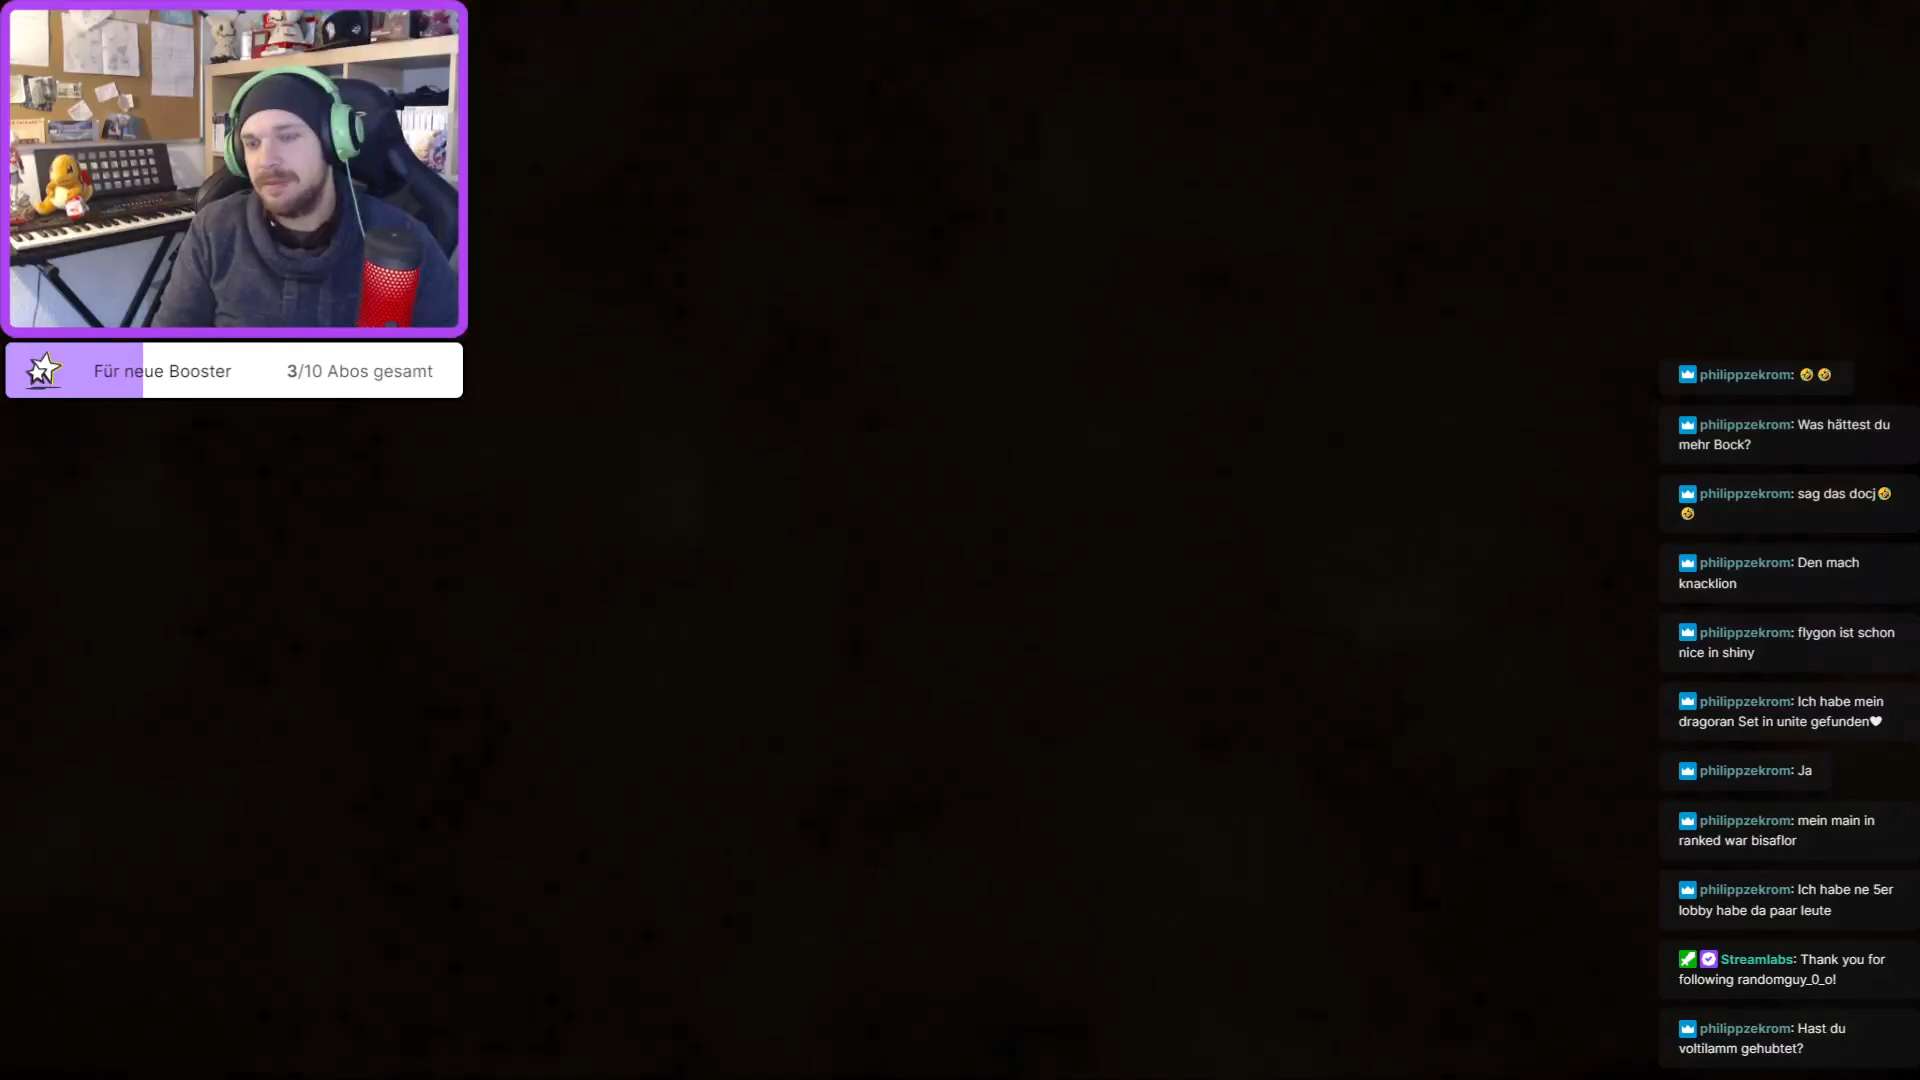 Für neue Booster 3/10 Abos gesamt
philippzekrom: 🤣 🤣
philippzekrom: Was hättest du
mehr Bock?
philippzekrom: sag das docj🤣
🤣
philippzekrom: Den mach
knacklion
philippzekrom: flygon ist schon
nice in shiny
philippzekrom: Ich habe mein
dragoran Set in unite gefunden♥
philippzekrom: Ja
philippzekrom: mein main in
ranked war bisaflor
philippzekrom: Ich habe ne 5er
lobby habe da paar leute
Streamlabs: Thank you for
following randomguy_0_o!
philippzekrom: Hast du
voltilamm gehubtet?